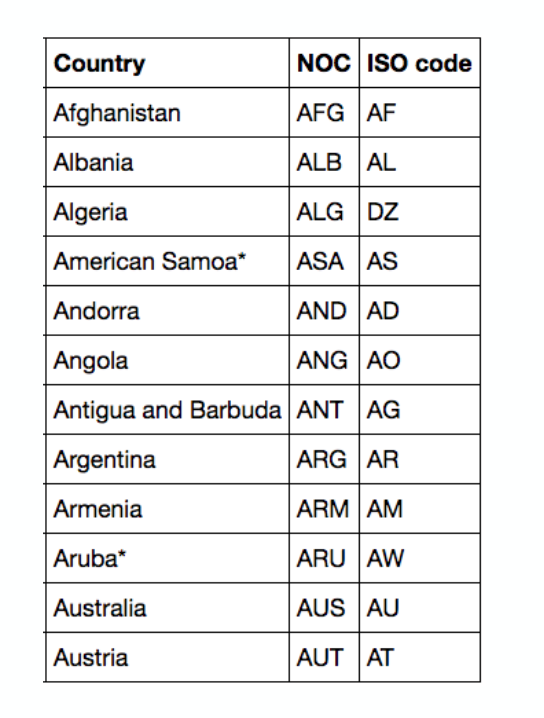 Country NOC ISO code
Afghanistan AFG AF
Albania ALB AL
Algeria ALG DZ
American Samoa* ASA AS
Andorra AND AD
Angola ANG AO
Antigua and Barbuda ANT AG
Argentina ARG AR
Armenia ARM AM
Aruba* ARU AW
Australia AUS AU
Austria AUT AT